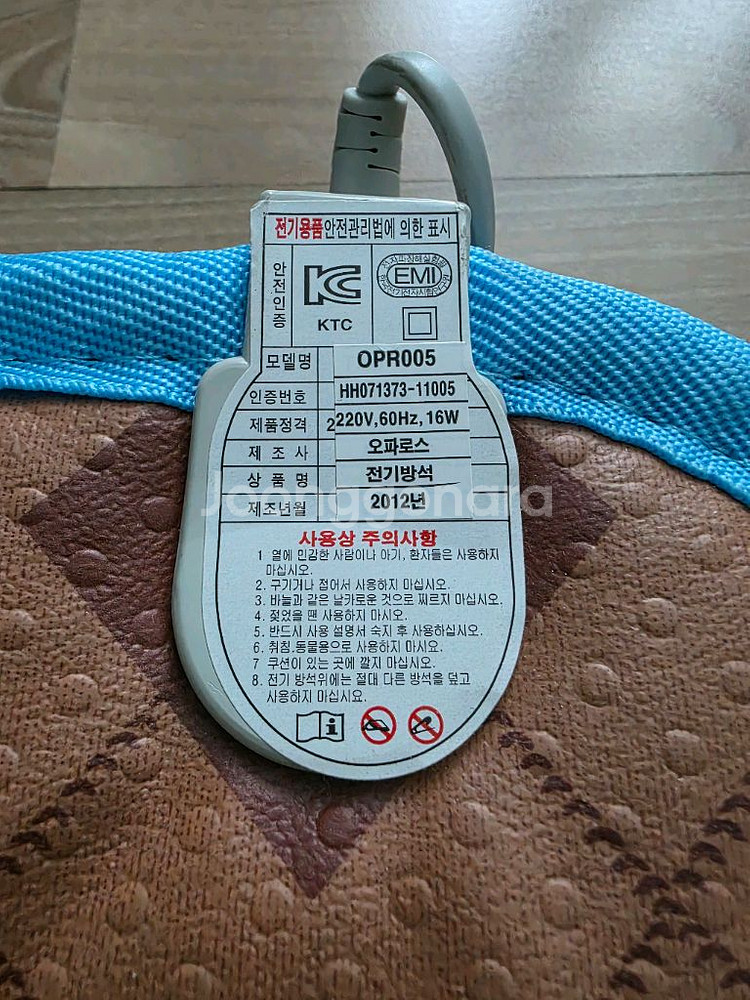 전기용품안전관리법에 의한 표시
안전인증
KC
KTC
EMI
모델명 OPR005
인증번호 HH071373-11005
제품정격 2 220V,60Hz,16W
제 조 사 오파로스
상 품 명 전기방석
제조년월 2012년
Joonggonara
사용상 주의사항
1 열에 민감한 사람이나 아기, 환자들은 사용하지
마십시오.
2. 구기거나 접어서 사용하지 마십시오.
3. 바늘과 같은 날카로운 것으로 찌르지 마십시오.
4. 젖었을 땐 사용하지 마시오.
5. 반드시 사용 설명서 숙지 후 사용하십시오.
6. 취침,동물용으로 사용하지 마시오.
7 쿠션이 있는 곳에 깔지 마십시오.
8. 전기 방석위에는 절대 다른 방석을 덮고
사용하지 마십시요.